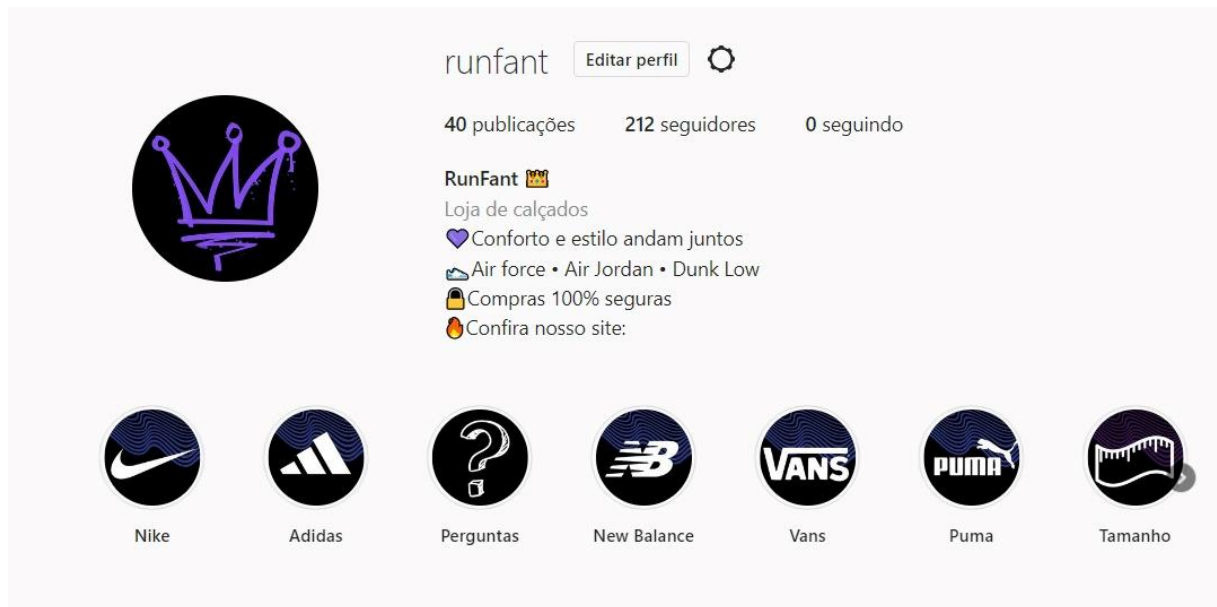 runfant Editar perfil
40 publicações 212 seguidores 0 seguindo
RunFant 👑
Loja de calçados
💜Conforto e estilo andam juntos
👟Air force • Air Jordan • Dunk Low
🔒Compras 100% seguras
🔥Confira nosso site:
NB VANS PUMA
Nike Adidas Perguntas New Balance Vans Puma Tamanho